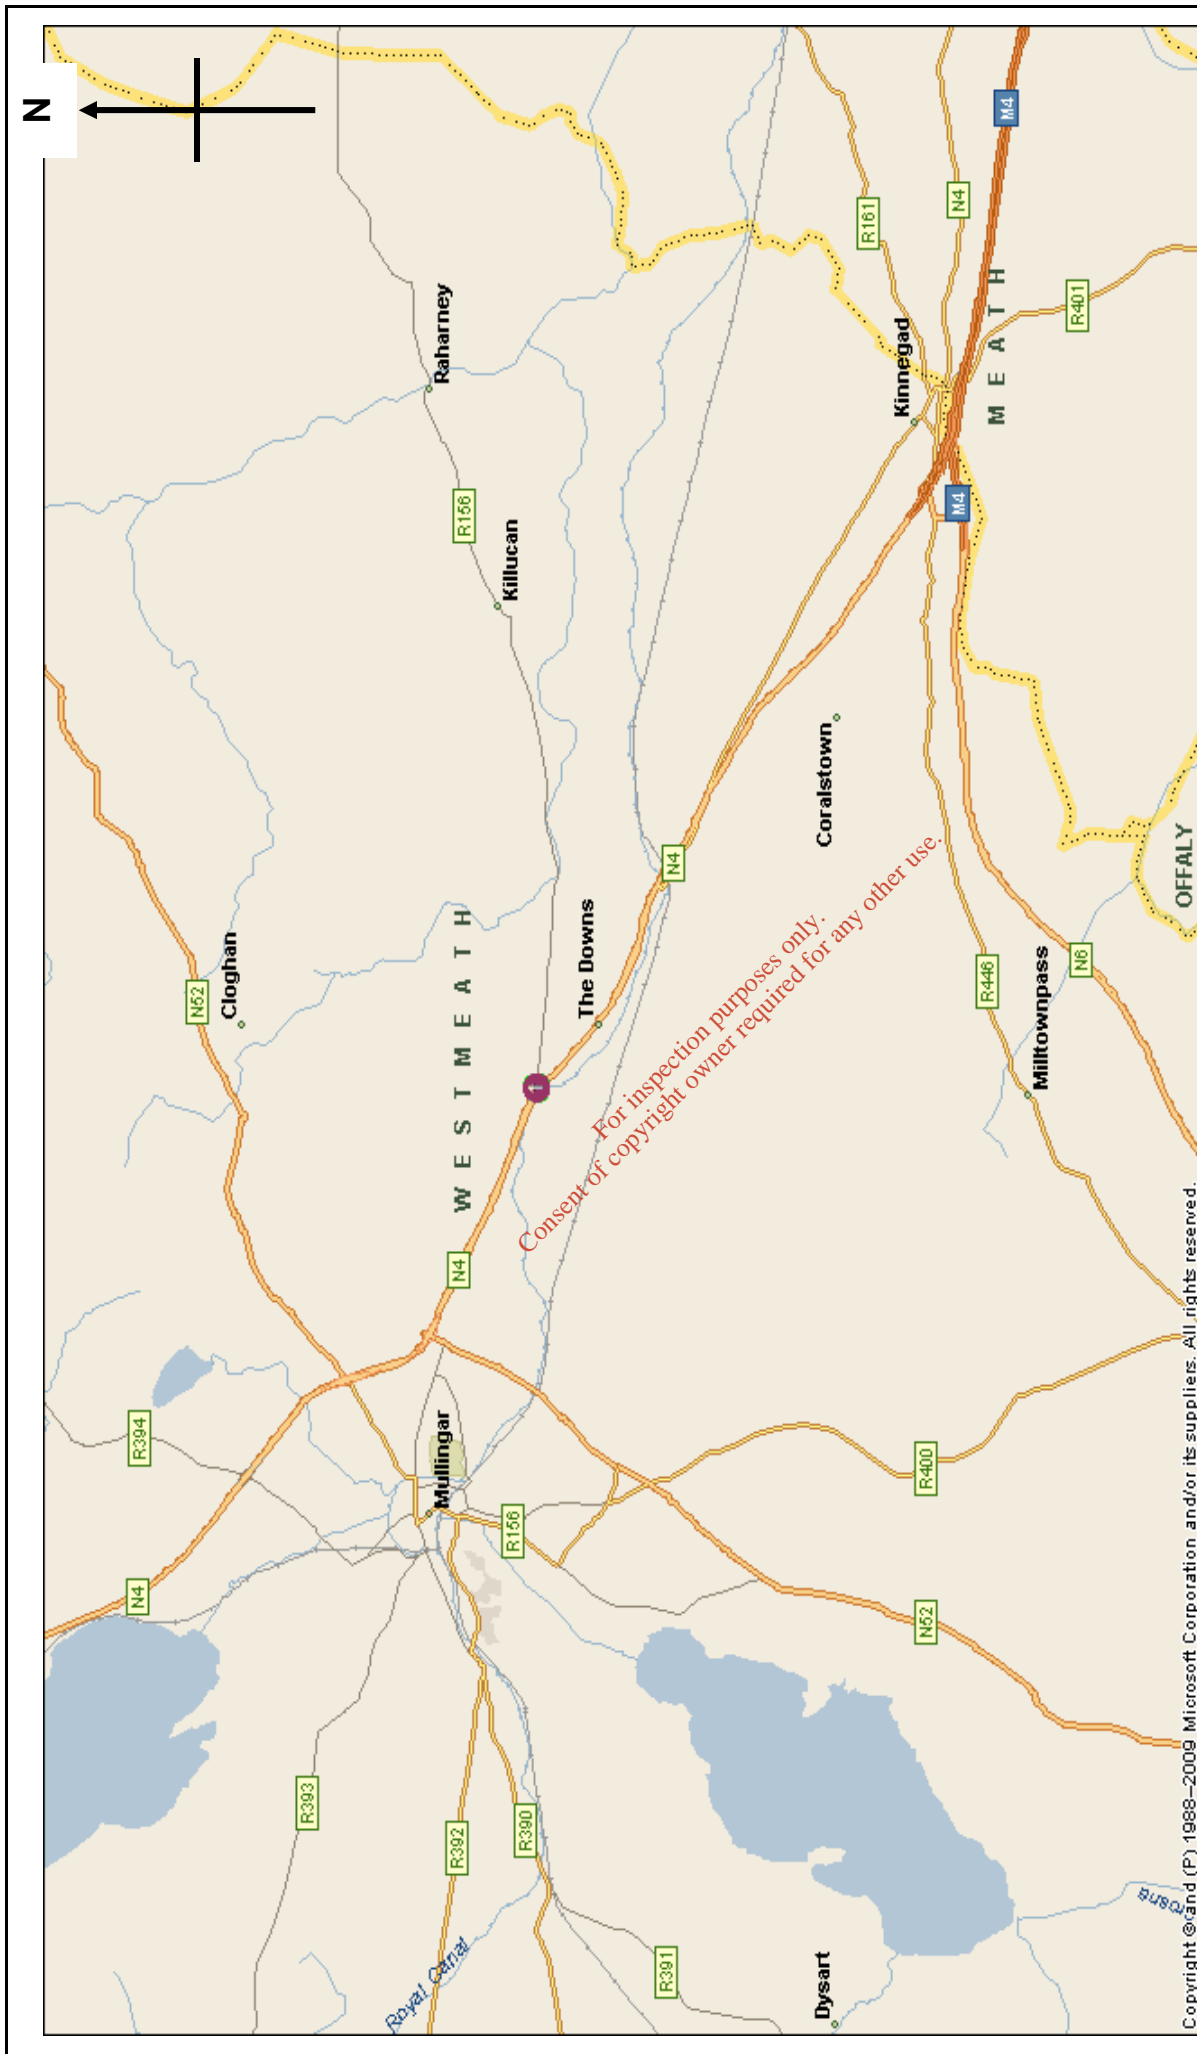 N
R394
N4
R393
R392
R390
Royal Canal
R391
Dysart
Mullingar
R156
R400
N52
N4
WESTMEATH
N52
Cloghan
The Downs
N4
Raharney
R156
Killucan
Coralstown
Kinnegad
R161
N4
M4
MEATH
R401
M4
R446
Milltownpass
N6
OFFALY
For inspection purposes only.
Consent of copyright owner required for any other use.
Copyright © and (P) 1988–2009 Microsoft Corporation and/or its suppliers. All rights reserved.